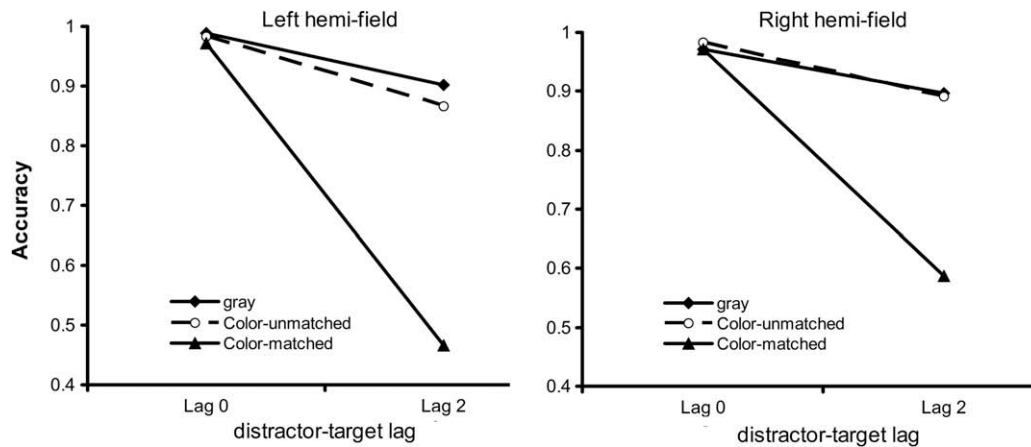 Left hemi-field
Accuracy
1
0.9
0.8
0.7
0.6
0.5
0.4
gray
Color-unmatched
Color-matched
Lag 0
Lag 2
distractor-target lag
Right hemi-field
1
0.9
0.8
0.7
0.6
0.5
0.4
gray
Color-unmatched
Color-matched
Lag 0
Lag 2
distractor-target lag